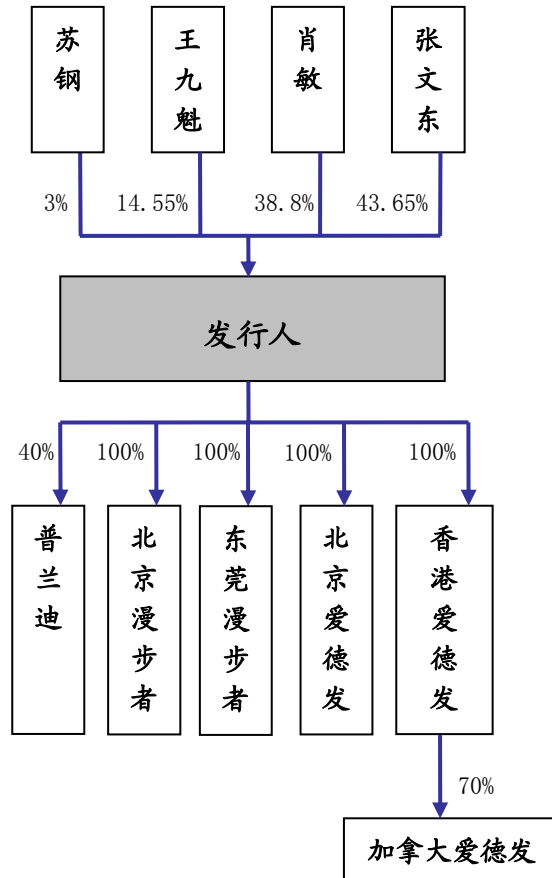 苏钢
王九魁
肖敏
张文东
3%
14.55%
38.8%
43.65%
发行人
40%
100%
100%
100%
100%
普兰迪
北京漫步者
东莞漫步者
北京爱德发
香港爱德发
70%
加拿大爱德发